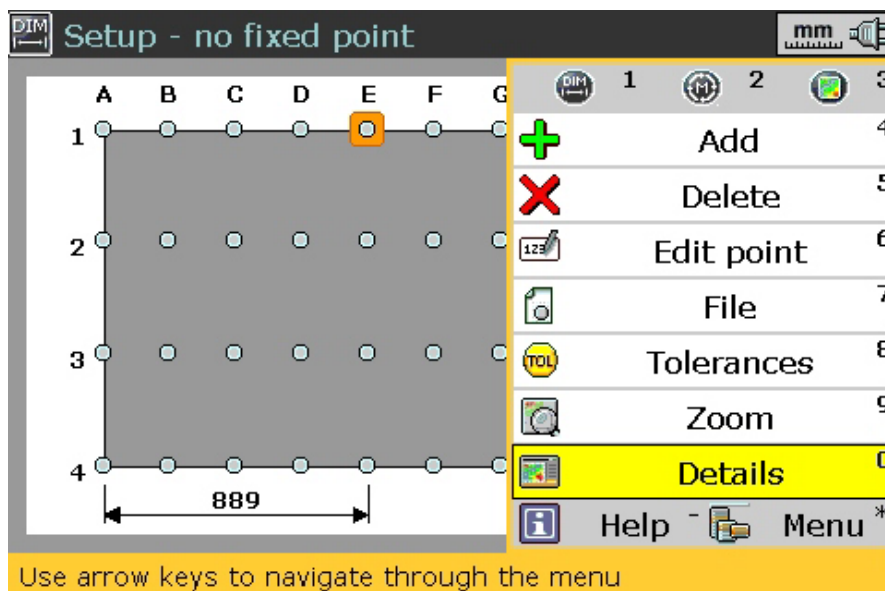 DIM Setup - no fixed point mm
A B C D E F G
1
2
3
4
889
DIM 1 M 2 3
Add 4
Delete 5
123 Edit point 6
File 7
TOL Tolerances 8
Zoom 9
Details 0
i Help - Menu *
Use arrow keys to navigate through the menu